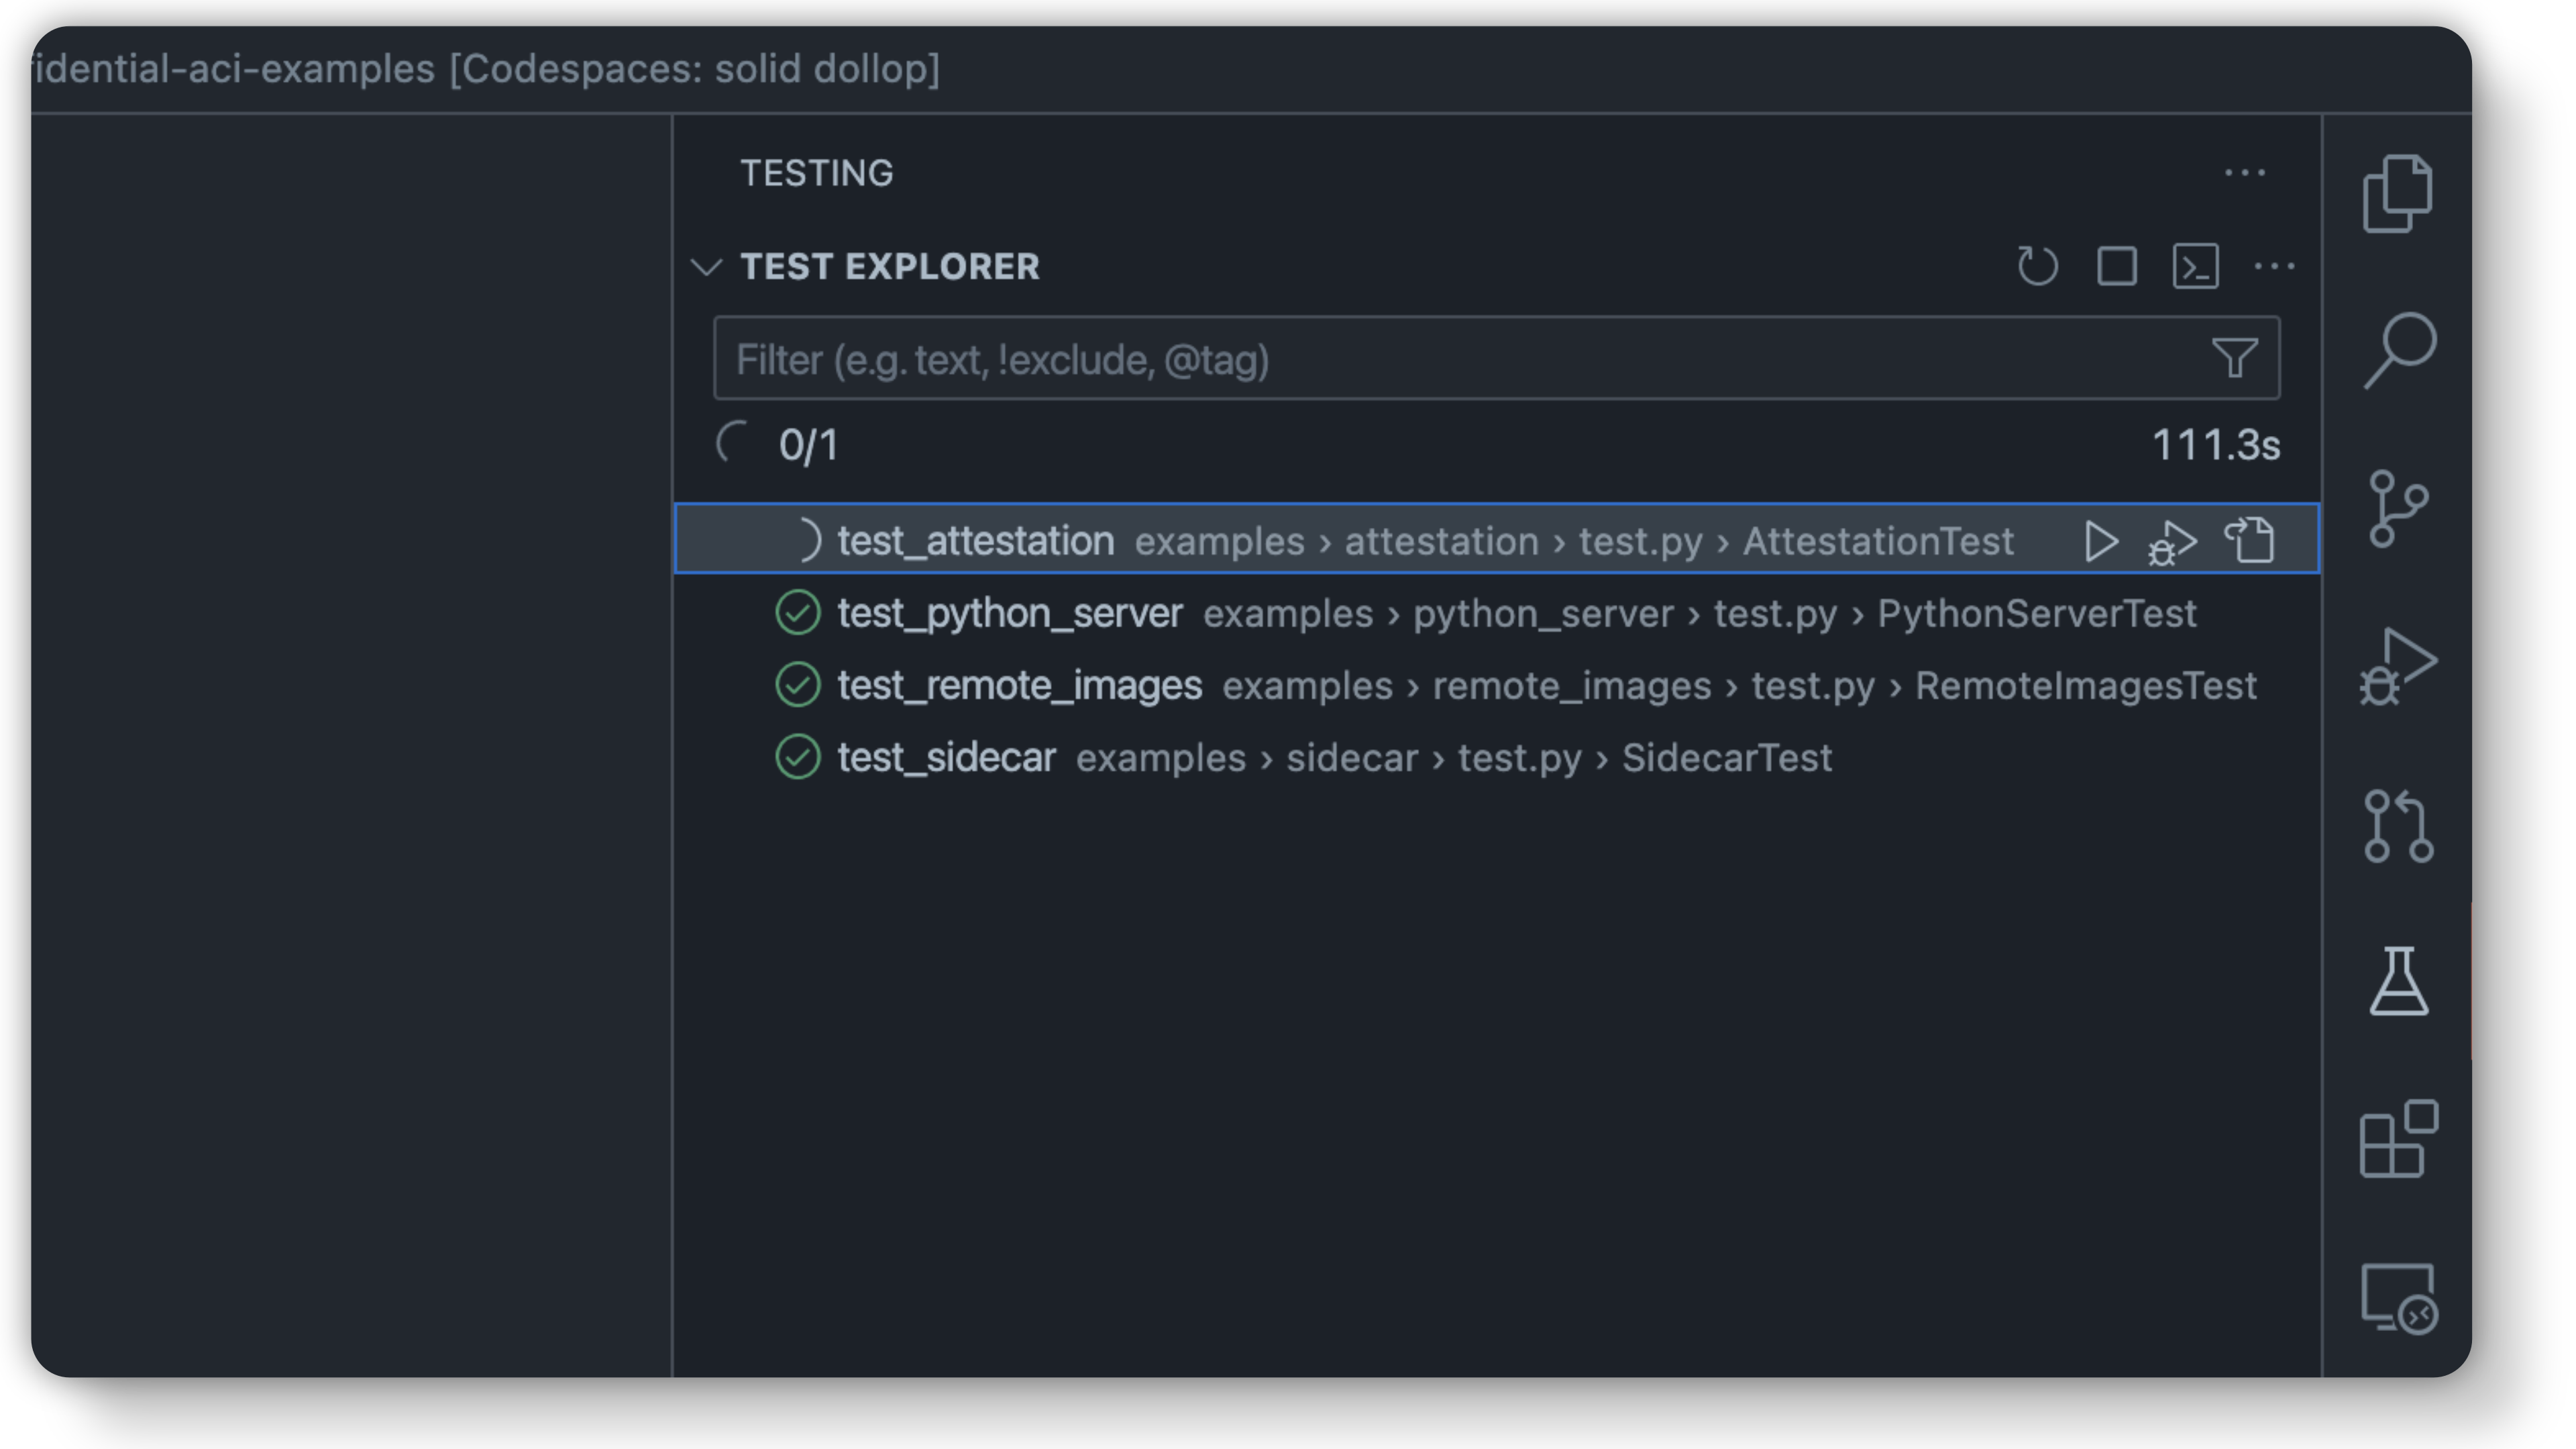 idential-aci-examples [Codespaces: solid dollop]
TESTING
TEST EXPLORER
Filter (e.g. text, !exclude, @tag)
0/1 111.3s
test_attestation examples › attestation › test.py › AttestationTest
test_python_server examples › python_server › test.py › PythonServerTest
test_remote_images examples › remote_images › test.py › RemoteImagesTest
test_sidecar examples › sidecar › test.py › SidecarTest